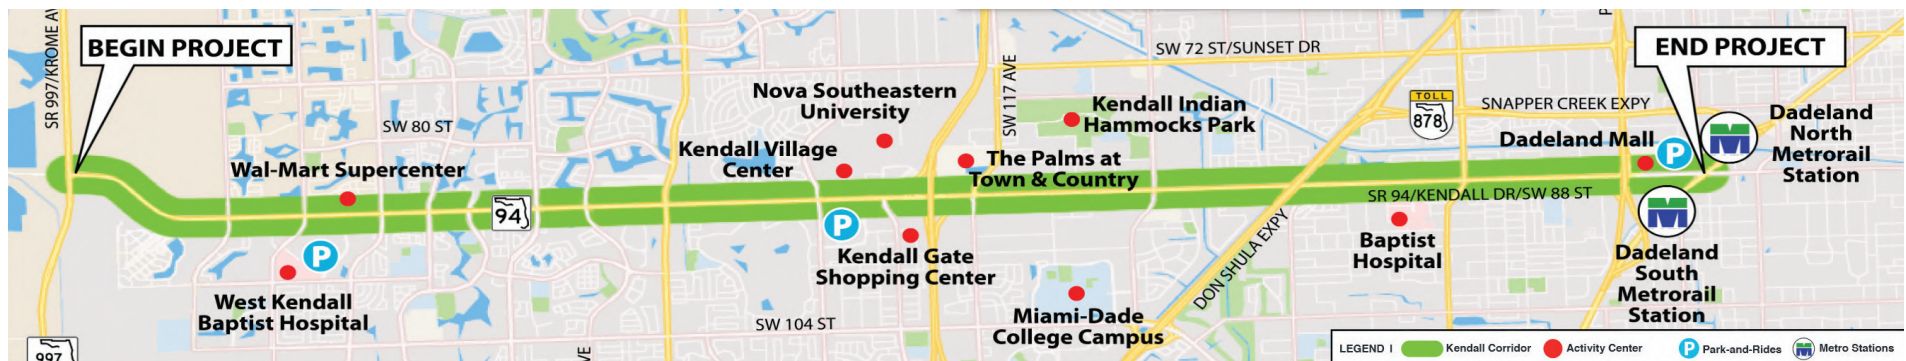 SR 997/KROME AV
BEGIN PROJECT
SW 72 ST/SUNSET DR
END PROJECT
SW 117 AVE
Nova Southeastern
University
Kendall Indian
Hammocks Park
TOLL
878
SNAPPER CREEK EXPY
Dadeland
North
Metrorail
Station
SW 80 ST
Kendall Village
Center
Dadeland Mall
P
M
Wal-Mart Supercenter
The Palms at
Town & Country
94
SR 94/KENDALL DR/SW 88 ST
P
M
P
Kendall Gate
Shopping Center
DON SHULA EXPY
Baptist
Hospital
Dadeland
South
Metrorail
Station
West Kendall
Baptist Hospital
Miami-Dade
College Campus
SW 104 ST
VE
997
LEGEND |
Kendall Corridor
Activity Center
P
Park-and-Rides
M
Metro Stations